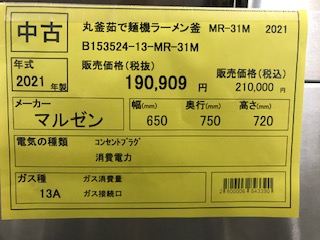 中古
丸釜茹で麺機ラーメン釜 MR-31M 2021
B153524-13-MR-31M
年式
2021 年製
販売価格(税抜)
190,909 円
販売価格(税込)
210,000 円
メーカー
マルゼン
幅(mm)
650
奥行(mm)
750
高さ(mm)
720
電気の種類
コンセントプラグ
消費電力
ガス種
13A
ガス消費量
ガス接続口